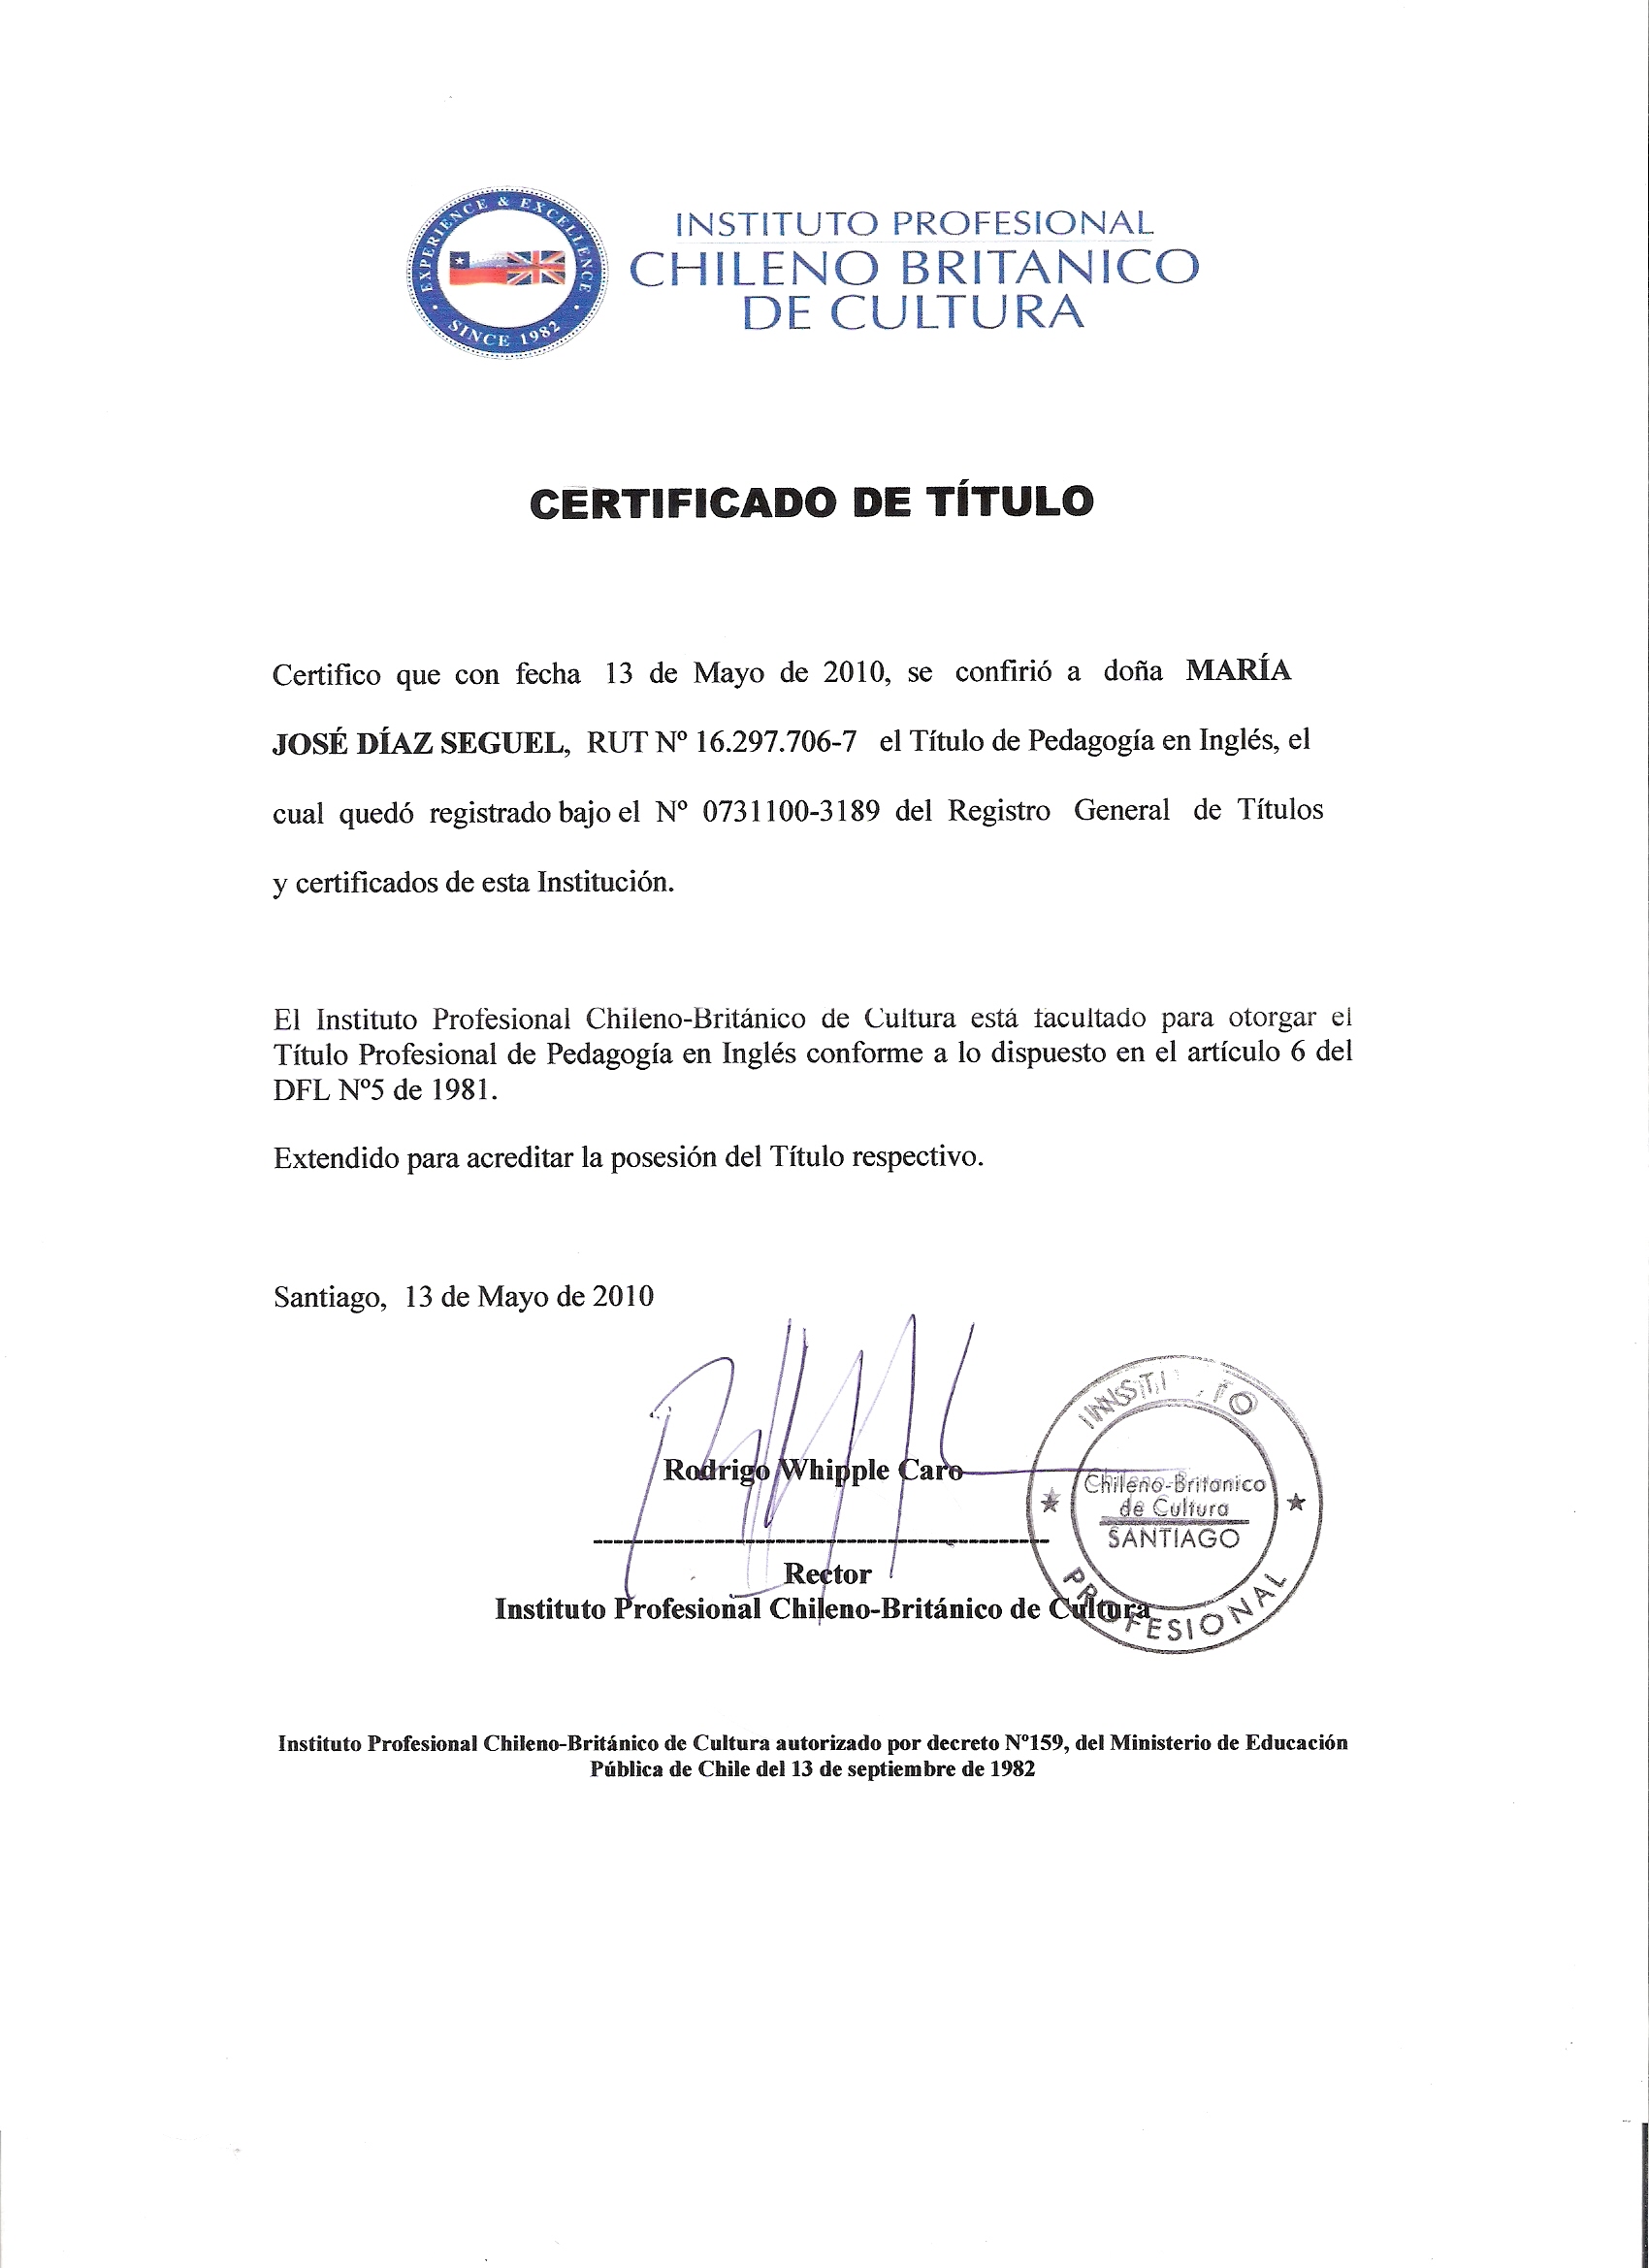 EXPERIENCE & EXCELLENCE
SINCE 1982
INSTITUTO PROFESIONAL
CHILENO BRITANICO
DE CULTURA
CERTIFICADO DE TÍTULO
Certifico que con fecha 13 de Mayo de 2010, se confirió a doña MARÍA
JOSÉ DÍAZ SEGUEL, RUT Nº 16.297.706-7 el Título de Pedagogía en Inglés, el
cual quedó registrado bajo el Nº 0731100-3189 del Registro General de Títulos
y certificados de esta Institución.
El Instituto Profesional Chileno-Británico de Cultura está facultado para otorgar el
Título Profesional de Pedagogía en Inglés conforme a lo dispuesto en el artículo 6 del
DFL Nº5 de 1981.
Extendido para acreditar la posesión del Título respectivo.
Santiago, 13 de Mayo de 2010
Rodrigo Whipple Caro
Rector
Instituto Profesional Chileno-Británico de Cultura
INSTITUTO
Chileno-Britanico
de Cultura
SANTIAGO
PROFESIONAL
Instituto Profesional Chileno-Británico de Cultura autorizado por decreto Nº159, del Ministerio de Educación
Pública de Chile del 13 de septiembre de 1982